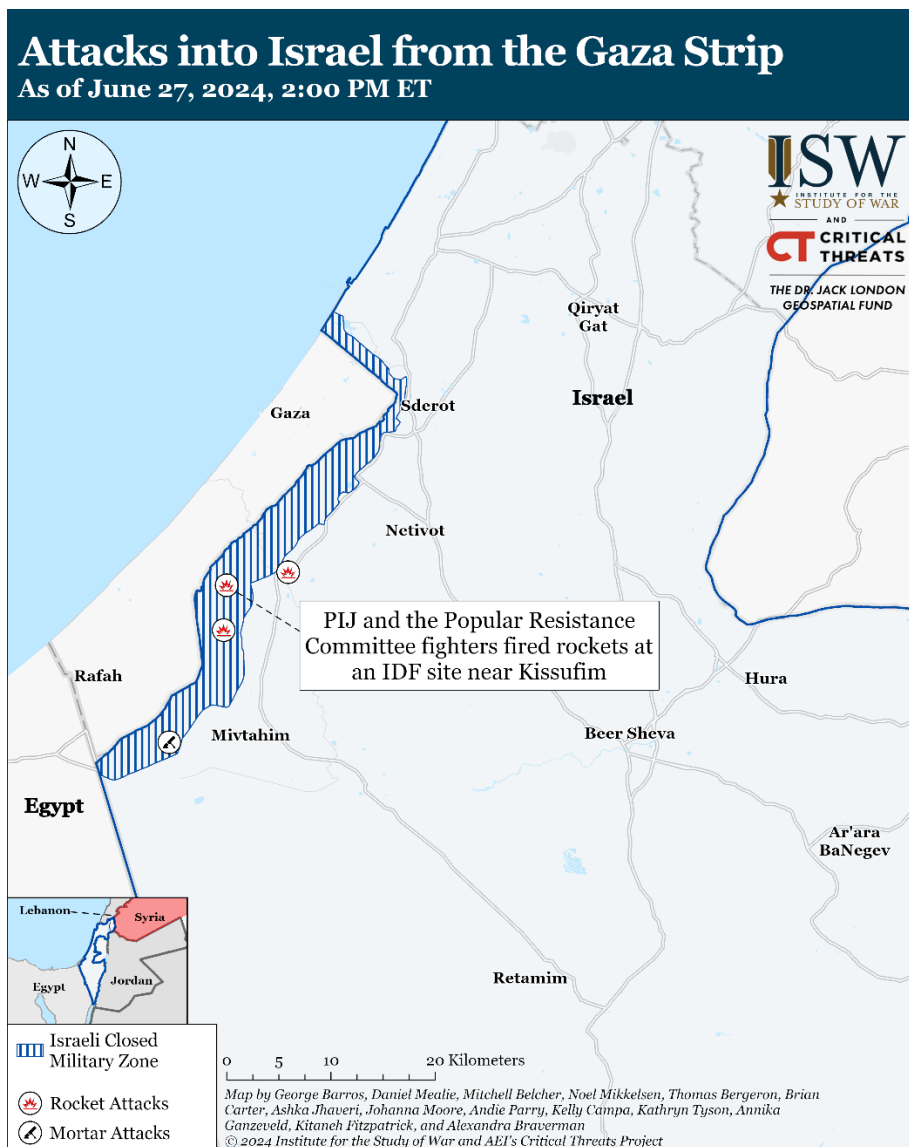 Attacks into Israel from the Gaza Strip
As of June 27, 2024, 2:00 PM ET
N
W
E
S
ISW
INSTITUTE FOR THE
STUDY OF WAR
AND
CT CRITICAL
THREATS
THE DR. JACK LONDON
GEOSPATIAL FUND
Qiryat
Gat
Israel
Gaza
Sderot
Netivot
PIJ and the Popular Resistance
Committee fighters fired rockets at
an IDF site near Kissufim
Rafah
Hura
Mivtahim
Beer Sheva
Egypt
Ar'ara
BaNegev
Lebanon
Syria
Egypt
Jordan
Retamim
Israeli Closed
Military Zone
Rocket Attacks
Mortar Attacks
0 5 10 20 Kilometers
Map by George Barros, Daniel Mealie, Mitchell Belcher, Noel Mikkelsen, Thomas Bergeron, Brian
Carter, Ashka Jhaveri, Johanna Moore, Andie Parry, Kelly Campa, Kathryn Tyson, Annika
Ganzeveld, Kitaneh Fitzpatrick, and Alexandra Braverman
© 2024 Institute for the Study of War and AEI's Critical Threats Project